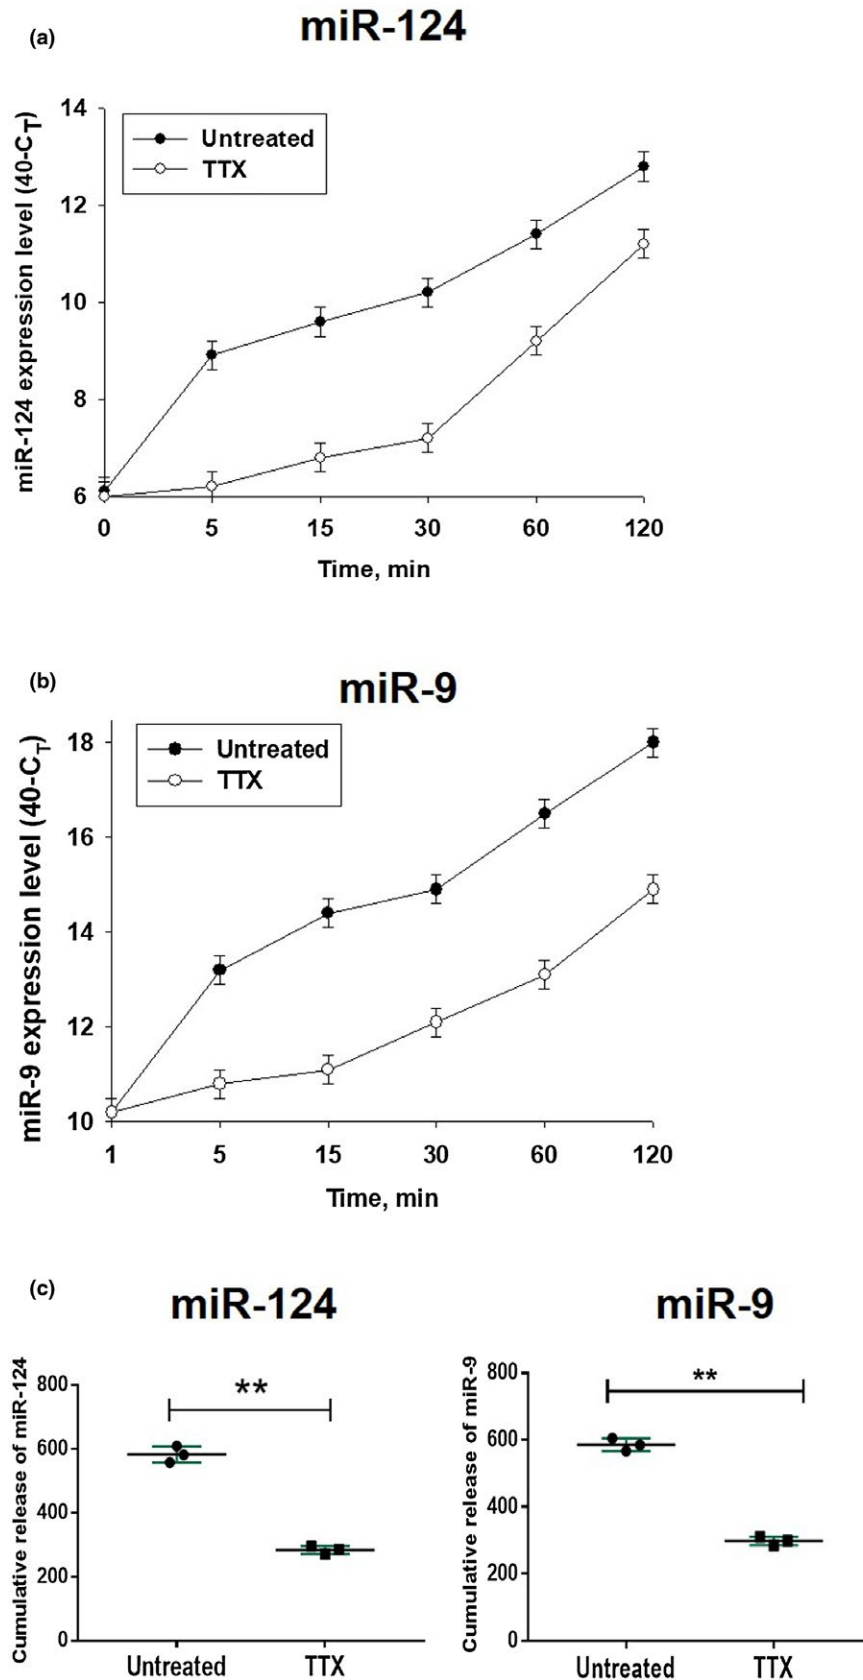 (a)
miR-124
miR-124 expression level (40-CT)
14
12
10
8
6
Untreated
TTX
0 5 15 30 60 120
Time, min
(b)
miR-9
miR-9 expression level (40-CT)
18
16
14
12
10
Untreated
TTX
1 5 15 30 60 120
Time, min
(c)
miR-124
Cumulative release of miR-124
800
600
400
200
0
**
Untreated TTX
miR-9
Cumulative release of miR-9
800
600
400
200
0
**
Untreated TTX